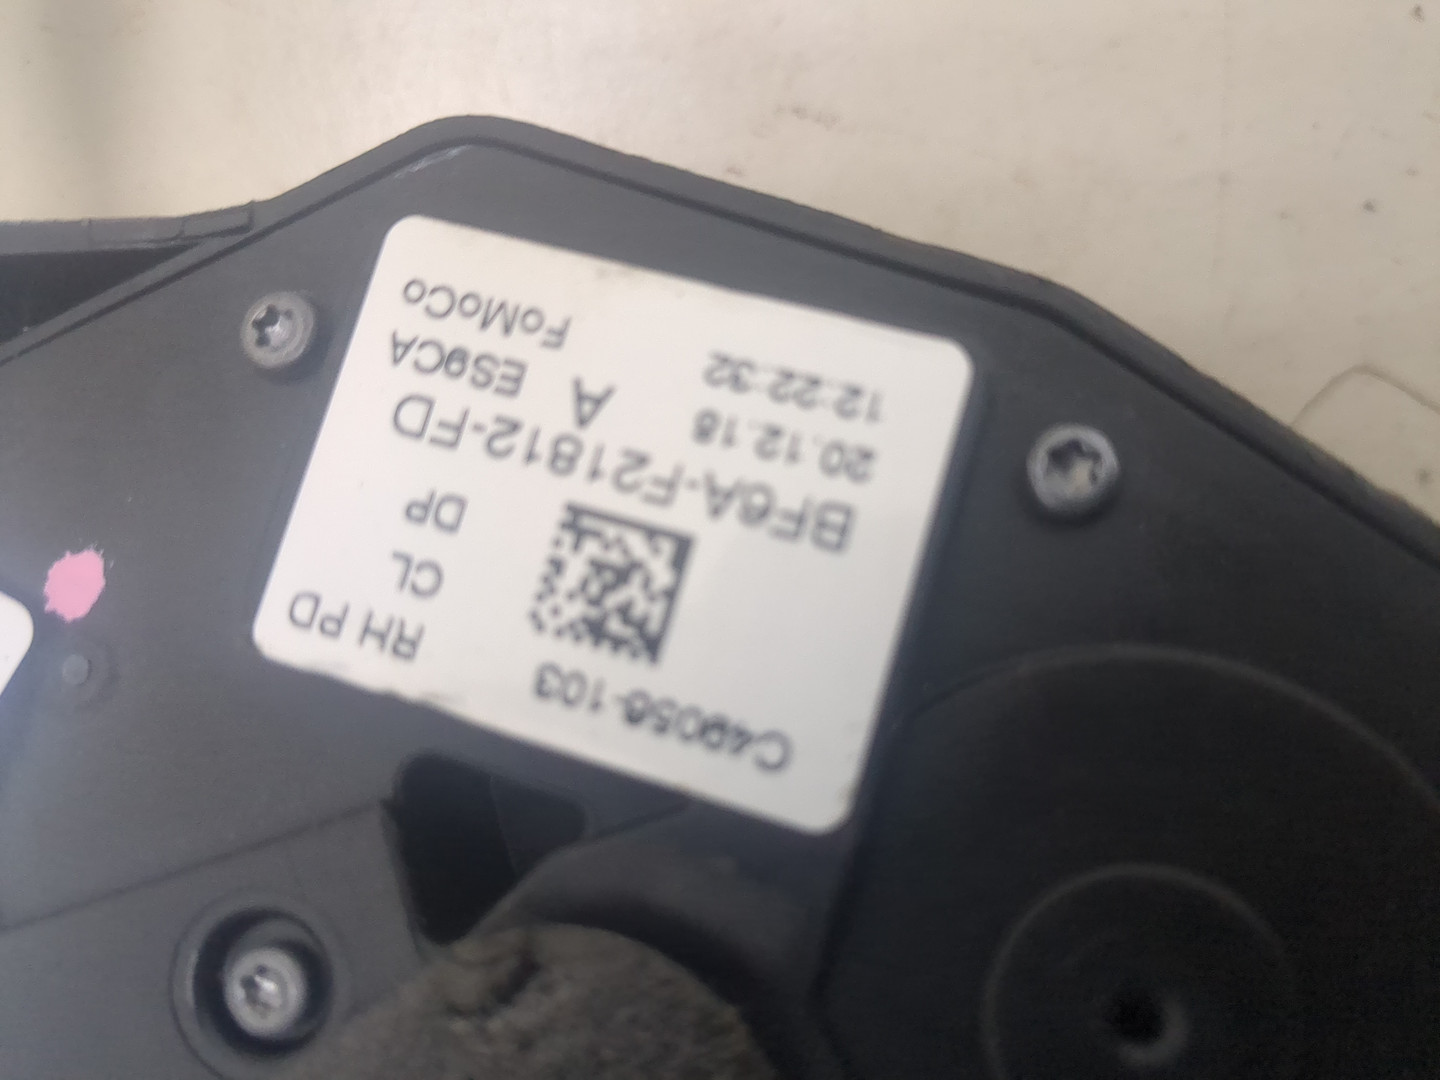 C49056-103
RH PD
CL
DP
BF6A-F21812-FD
20.12.18
A
ES9CA
12:22:32
FoMoCo